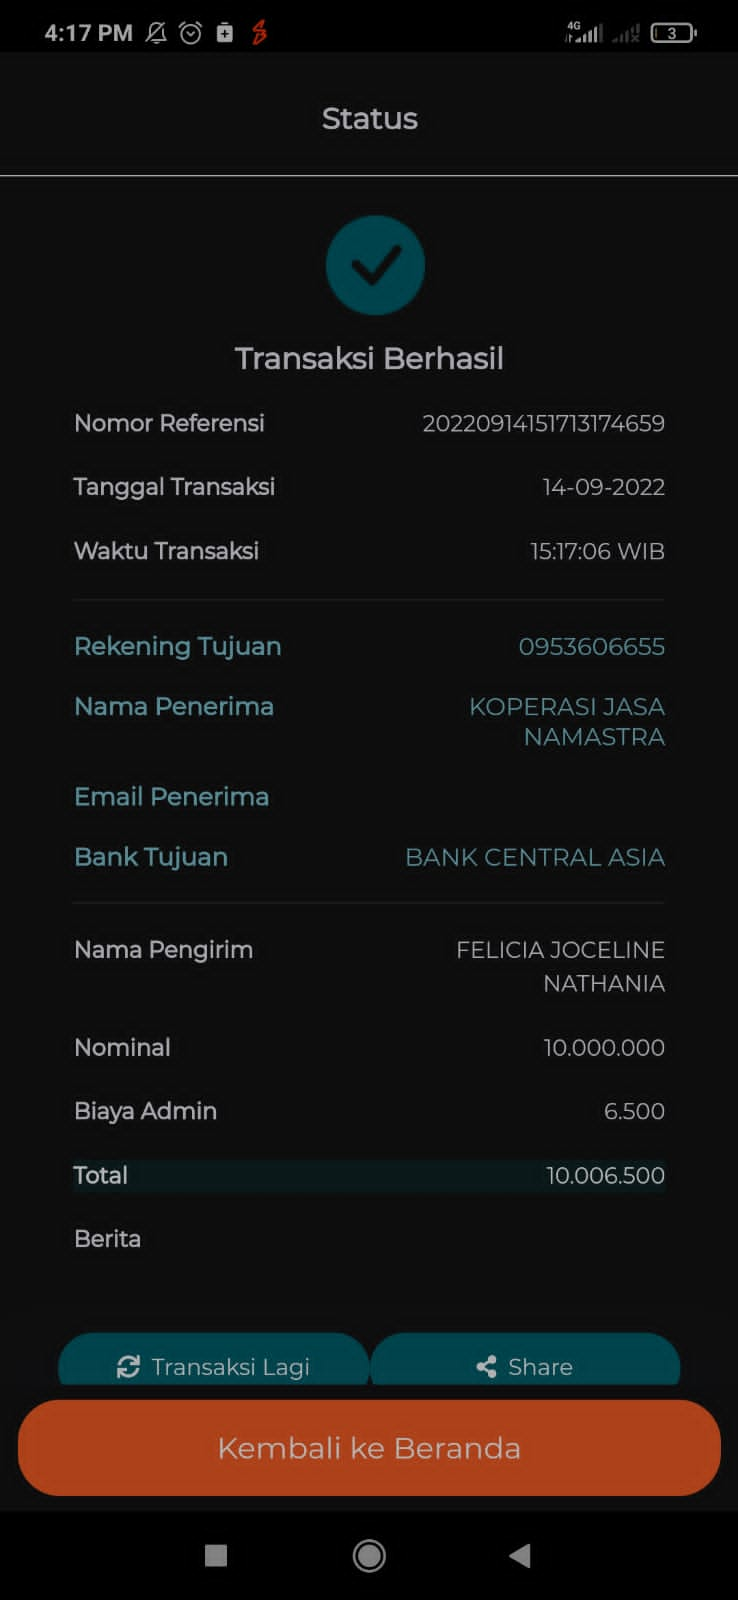 4:17 PM
4G
3
Status
Transaksi Berhasil
Nomor Referensi 20220914151713174659
Tanggal Transaksi 14-09-2022
Waktu Transaksi 15:17:06 WIB
Rekening Tujuan 0953606655
Nama Penerima KOPERASI JASA
NAMASTRA
Email Penerima
Bank Tujuan BANK CENTRAL ASIA
Nama Pengirim FELICIA JOCELINE
NATHANIA
Nominal 10.000.000
Biaya Admin 6.500
Total 10.006.500
Berita
Transaksi Lagi Share
Kembali ke Beranda